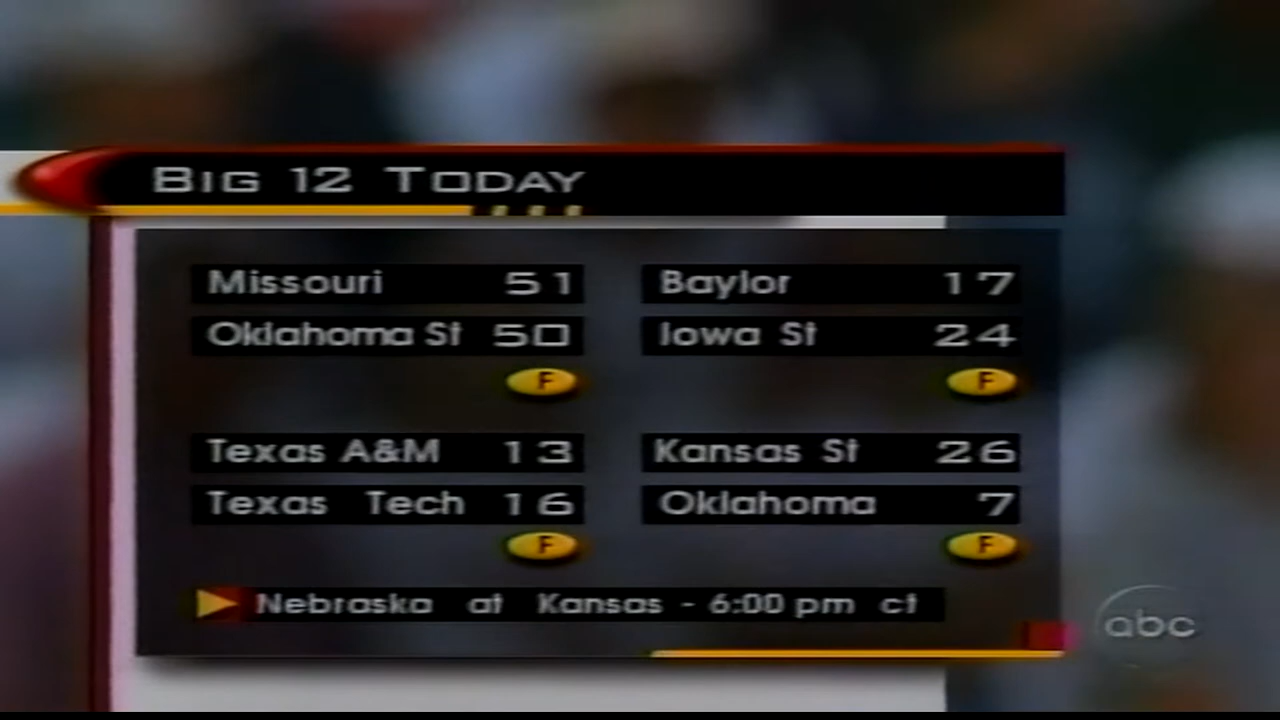 Big 12 Today
Missouri 51
Oklahoma St 50
F
Baylor 17
Iowa St 24
F
Texas A&M 13
Texas Tech 16
F
Kansas St 26
Oklahoma 7
F
Nebraska at Kansas - 6:00 pm ct
abc